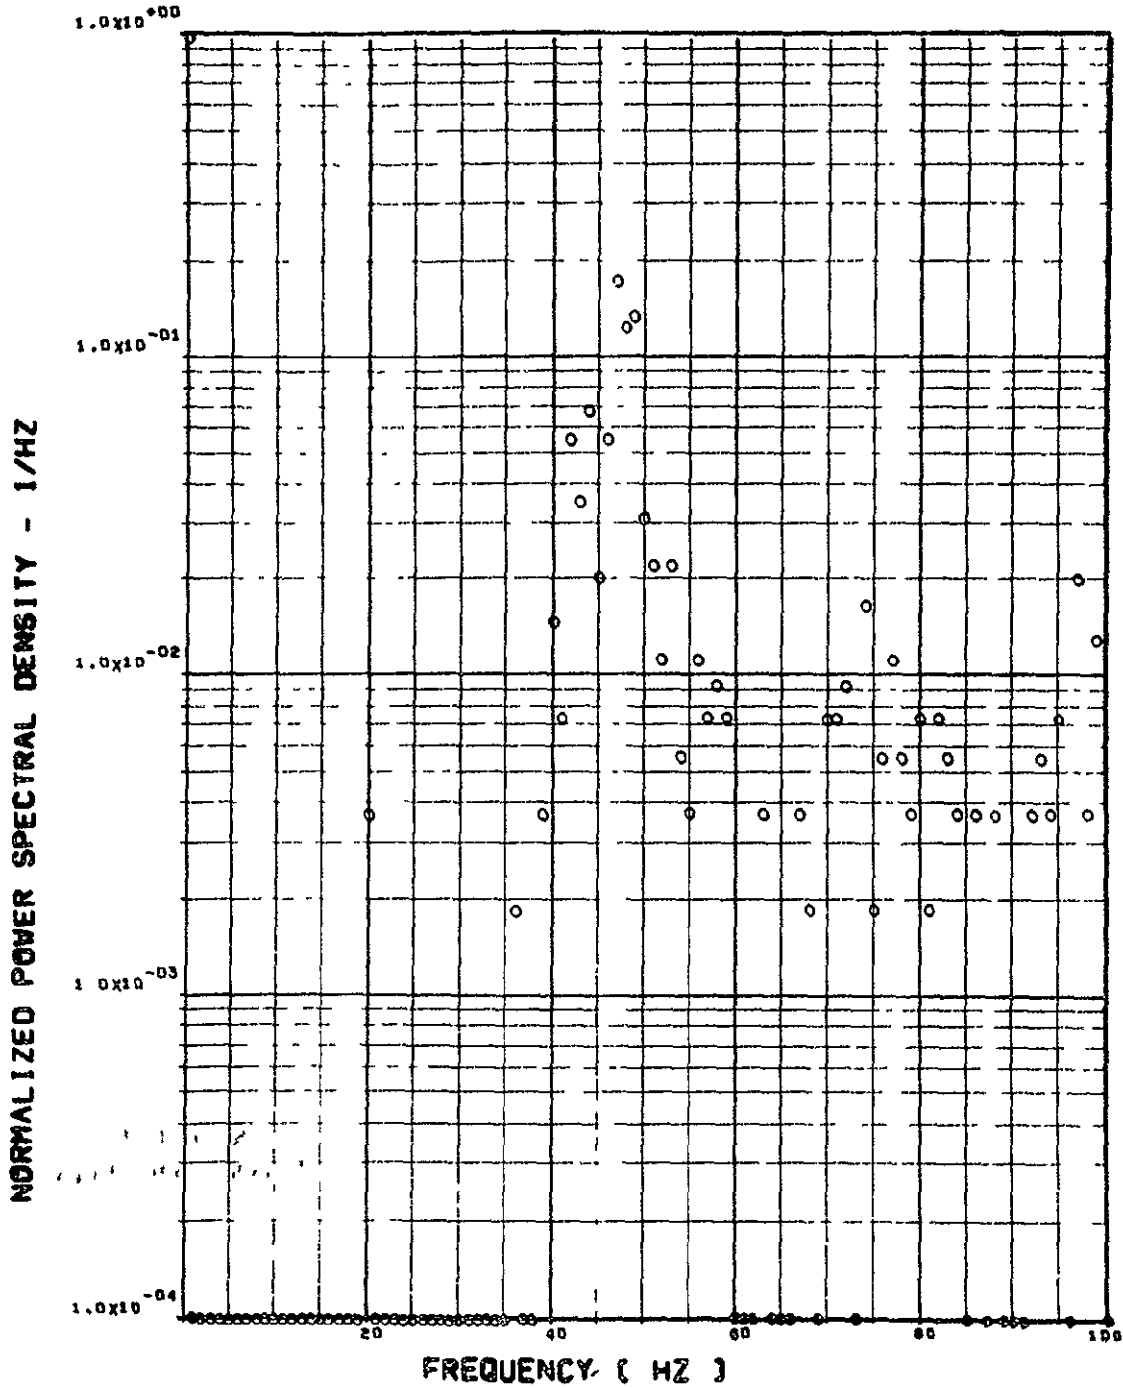 1.0X10+00
1.0X10-01
1.0X10-02
1 0X10-03
1.0X10-04
NORMALIZED POWER SPECTRAL DENSITY - 1/HZ
20 40 60 80 100
FREQUENCY ( HZ )